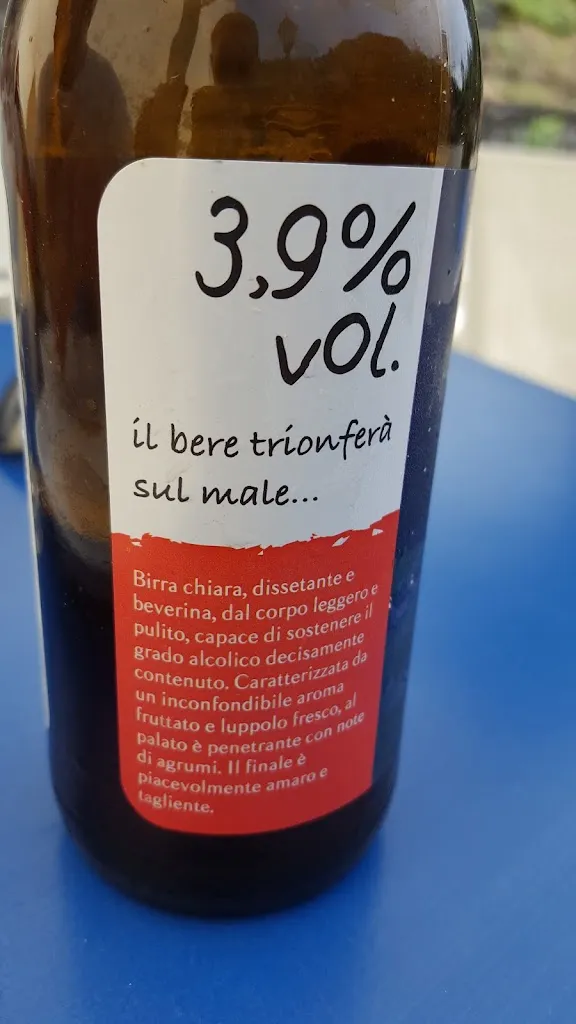 3,9%
vol.
il bere trionferà
sul male...
Birra chiara, dissetante e
beverina, dal corpo leggero e
pulito, capace di sostenere il
grado alcolico decisamente
contenuto. Caratterizzata da
un inconfondibile aroma
fruttato e luppolo fresco, al
palato è penetrante con note
di agrumi. Il finale è
piacevolmente amaro e
tagliente.